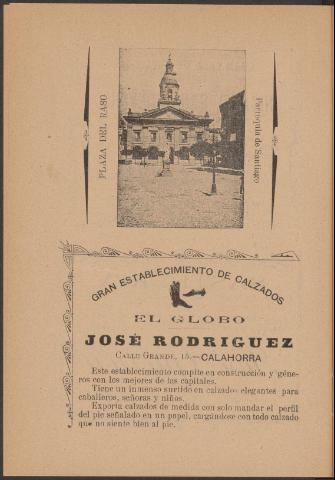 PLAZA DEL RASO
Parroquia de Santiago
GRAN ESTABLECIMIENTO DE CALZADOS
EL GLOBO
JOSÉ RODRIGUEZ
CALLE GRANDE, 15.—CALAHORRA
Este establecimiento compite en construcción y géne-
ros con los mejores de las capitales.
Tiene un inmenso surtido en calzados elegantes para
caballeros, señoras y niños.
Exporta calzados de medida con solo mandar el perfil
del pie señalado en un papel, cargándose con todo calzado
que no siente bien al pie.